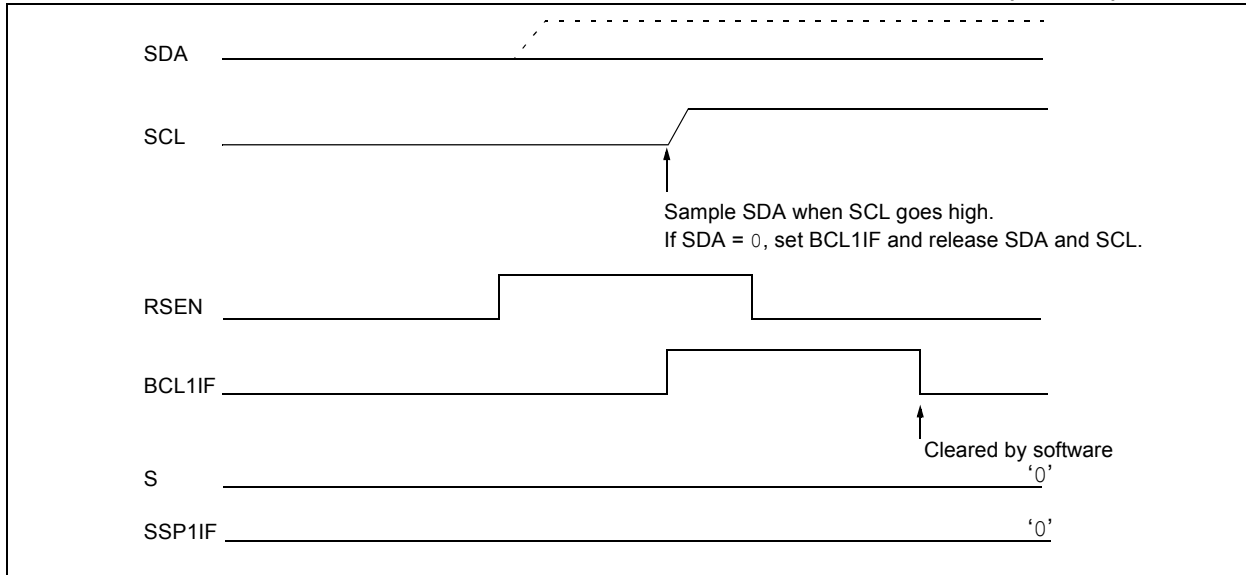 SDA
SCL
Sample SDA when SCL goes high.
If SDA = 0, set BCL1IF and release SDA and SCL.
RSEN
BCL1IF
Cleared by software
S
‘0’
SSP1IF
‘0’